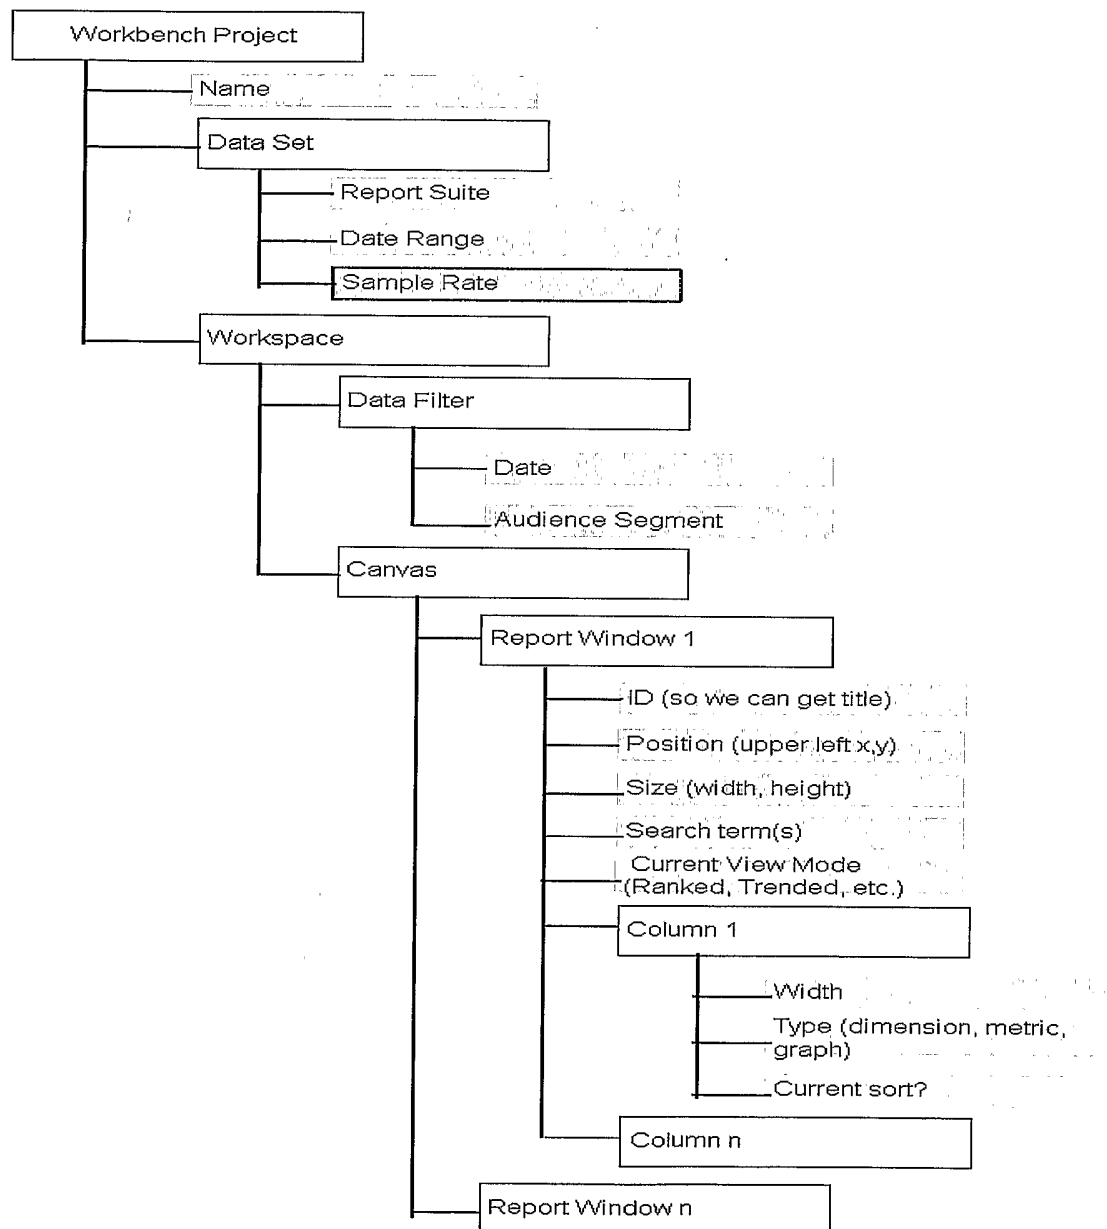 Workbench Project
Name
Data Set
Report Suite
Date Range
Sample Rate
Workspace
Data Filter
Date
Audience Segment
Canvas
Report Window 1
ID (so we can get title)
Position (upper left x,y)
Size (width, height)
Search term(s)
Current View Mode
(Ranked, Trended, etc.)
Column 1
Width
Type (dimension, metric,
graph)
Current sort?
Column n
Report Window n